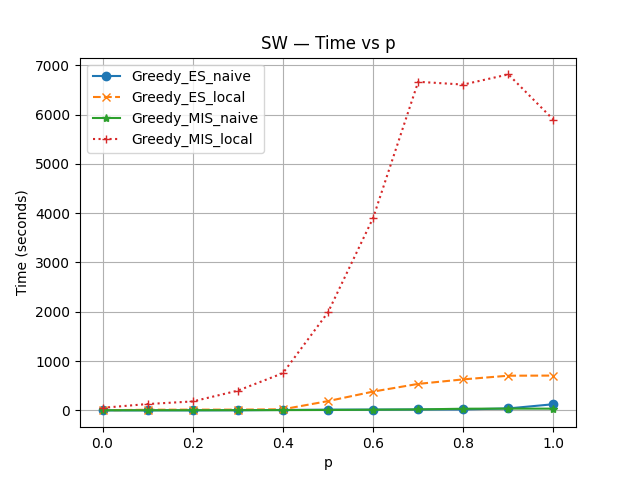 SW — Time vs p
Greedy_ES_naive
Greedy_ES_local
Greedy_MIS_naive
Greedy_MIS_local
Time (seconds)
7000
6000
5000
4000
3000
2000
1000
0
0.0 0.2 0.4 0.6 0.8 1.0
p